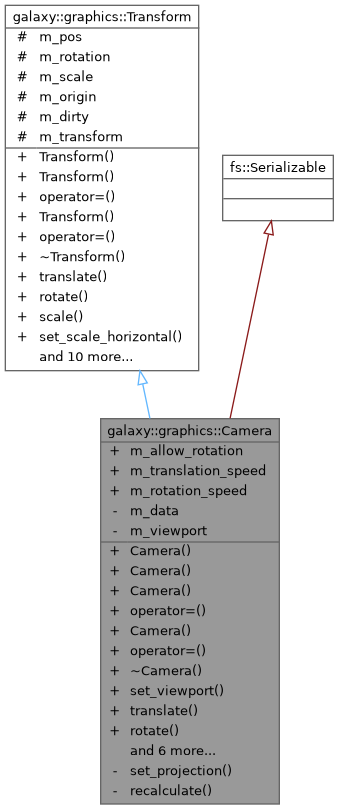 galaxy::graphics::Transform
# m_pos
# m_rotation
# m_scale
# m_origin
# m_dirty
# m_transform
+ Transform()
+ Transform()
+ operator=()
+ Transform()
+ operator=()
+ ~Transform()
+ translate()
+ rotate()
+ scale()
+ set_scale_horizontal()
and 10 more...
fs::Serializable
galaxy::graphics::Camera
+ m_allow_rotation
+ m_translation_speed
+ m_rotation_speed
- m_data
- m_viewport
+ Camera()
+ Camera()
+ Camera()
+ operator=()
+ Camera()
+ operator=()
+ ~Camera()
+ set_viewport()
+ translate()
+ rotate()
and 6 more...
- set_projection()
- recalculate()